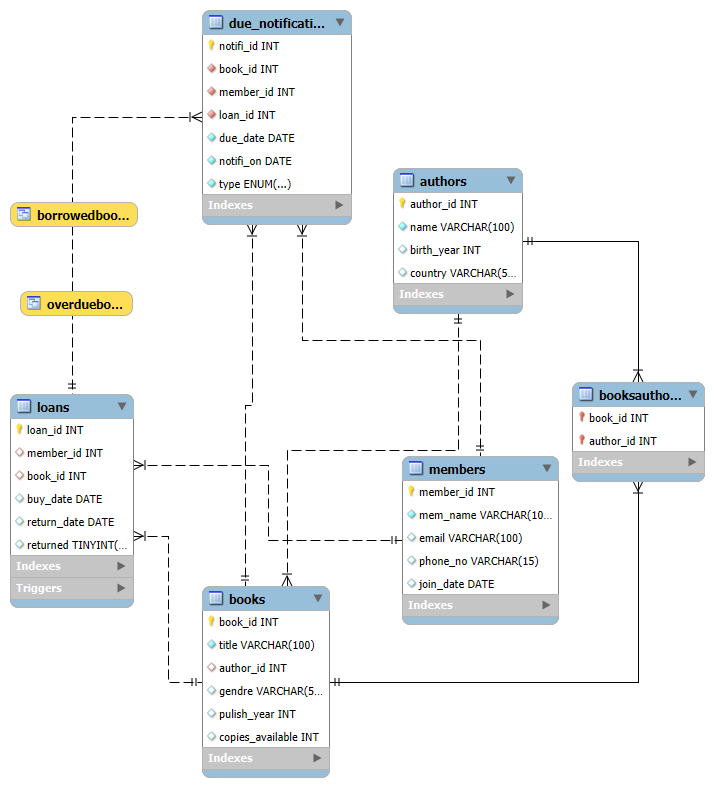 due_notificati...
notifi_id INT
book_id INT
member_id INT
loan_id INT
due_date DATE
notifi_on DATE
type ENUM(...)
Indexes
authors
author_id INT
name VARCHAR(100)
birth_year INT
country VARCHAR(5...
Indexes
borrowedboo...
overduebo...
loans
loan_id INT
member_id INT
book_id INT
buy_date DATE
return_date DATE
returned TINYINT(...
Indexes
Triggers
booksautho...
book_id INT
author_id INT
Indexes
members
member_id INT
mem_name VARCHAR(10...
email VARCHAR(100)
phone_no VARCHAR(15)
join_date DATE
Indexes
books
book_id INT
title VARCHAR(100)
author_id INT
gendre VARCHAR(5...
pulish_year INT
copies_available INT
Indexes